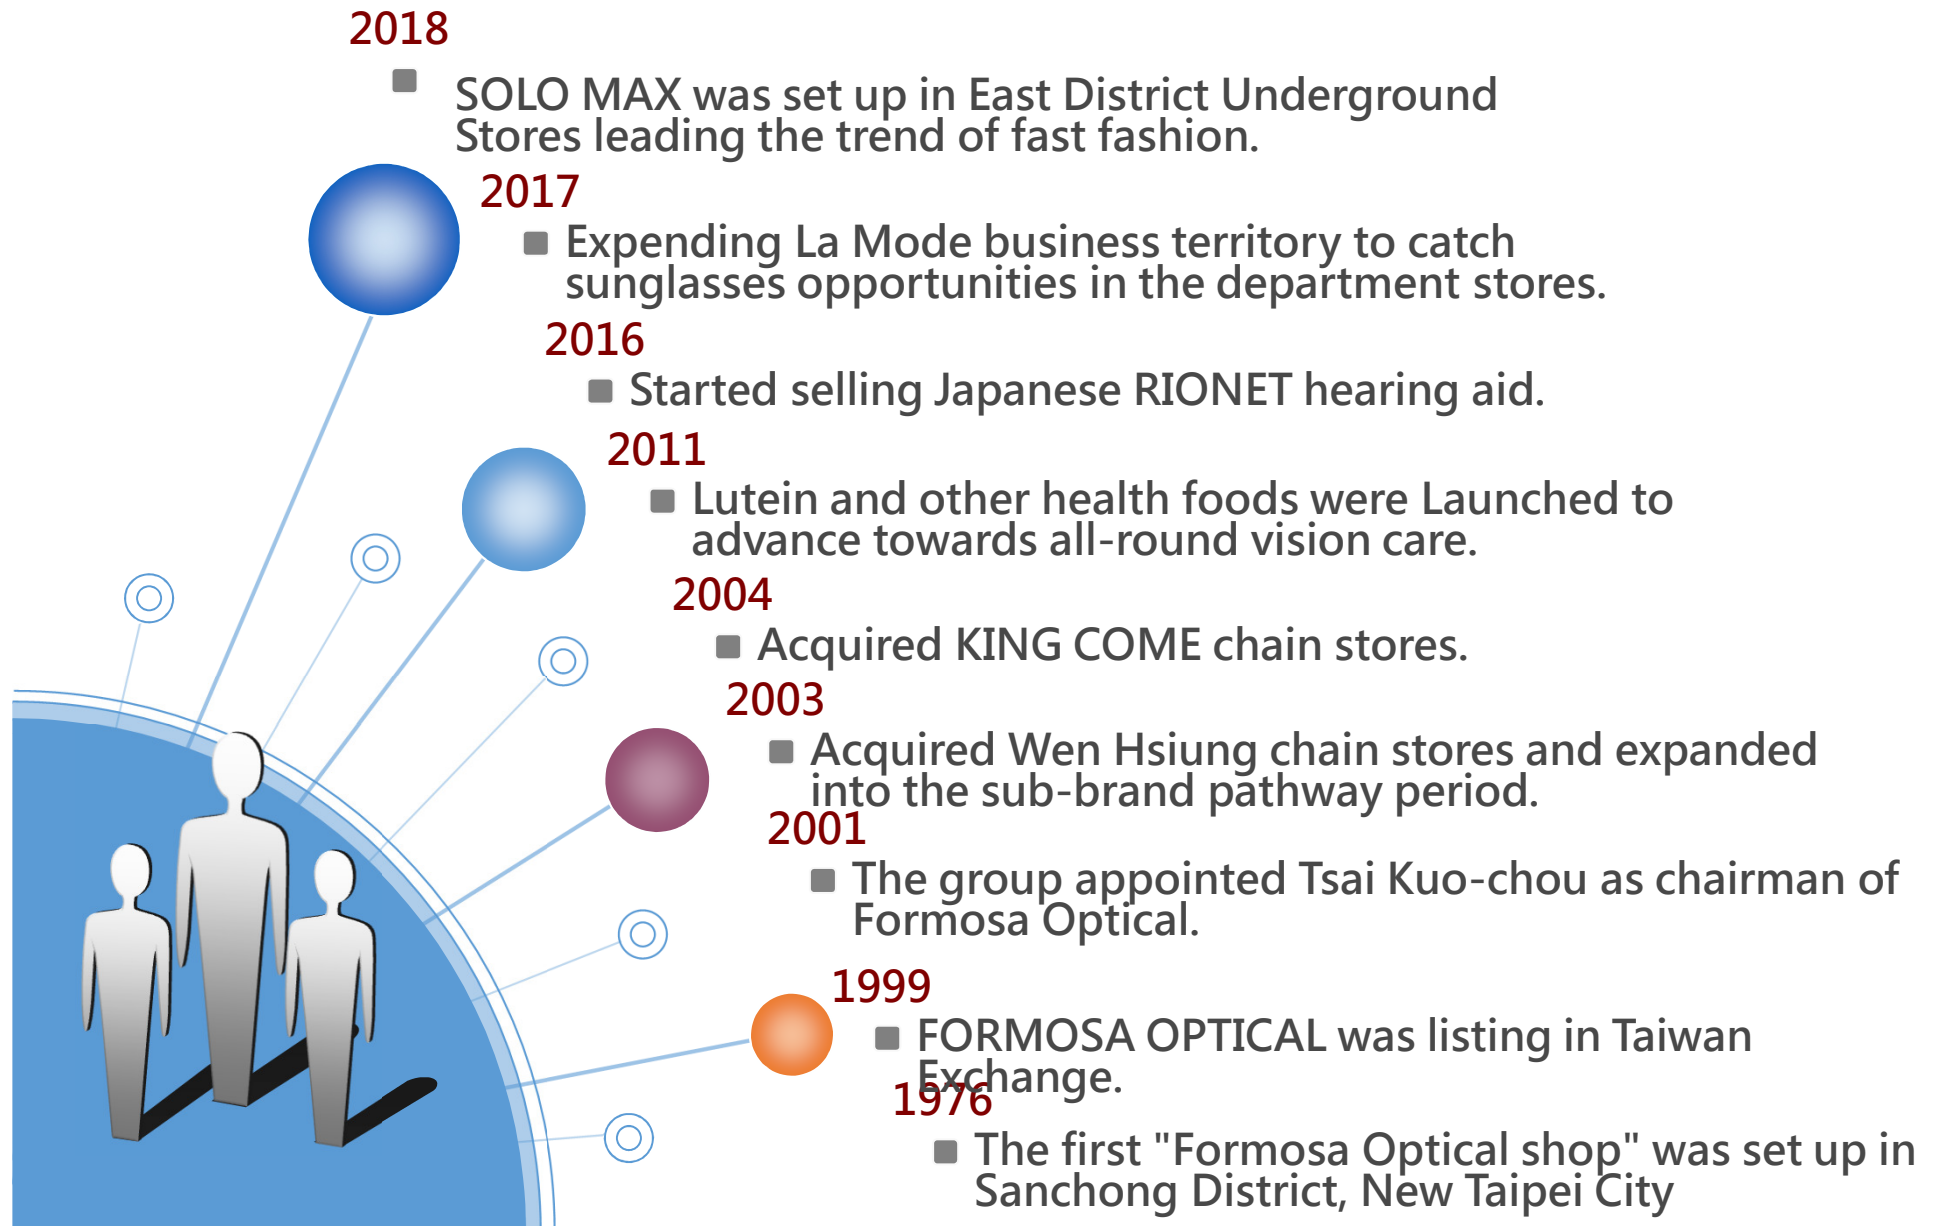 2018
SOLO MAX was set up in East District Underground
Stores leading the trend of fast fashion.
2017
Expending La Mode business territory to catch
sunglasses opportunities in the department stores.
2016
Started selling Japanese RIONET hearing aid.
2011
Lutein and other health foods were Launched to
advance towards all-round vision care.
2004
Acquired KING COME chain stores.
2003
Acquired Wen Hsiung chain stores and expanded
into the sub-brand pathway period.
2001
The group appointed Tsai Kuo-chou as chairman of
Formosa Optical.
1999
FORMOSA OPTICAL was listing in Taiwan
Exchange.
1976
The first "Formosa Optical shop" was set up in
Sanchong District, New Taipei City